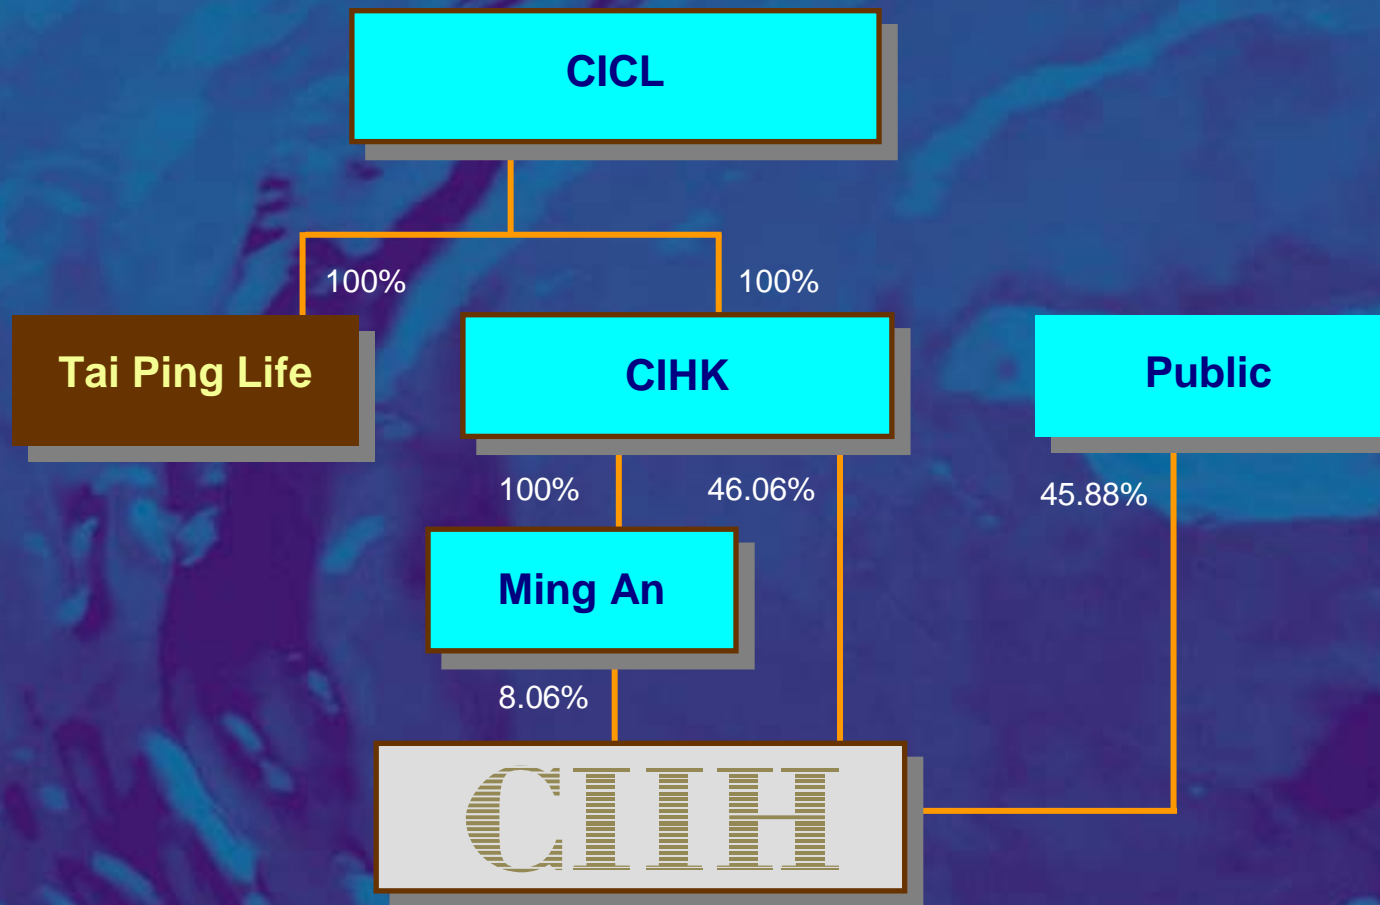 CICL
100%
100%
Tai Ping Life
CIHK
Public
100%
46.06%
45.88%
Ming An
8.06%
CIIH